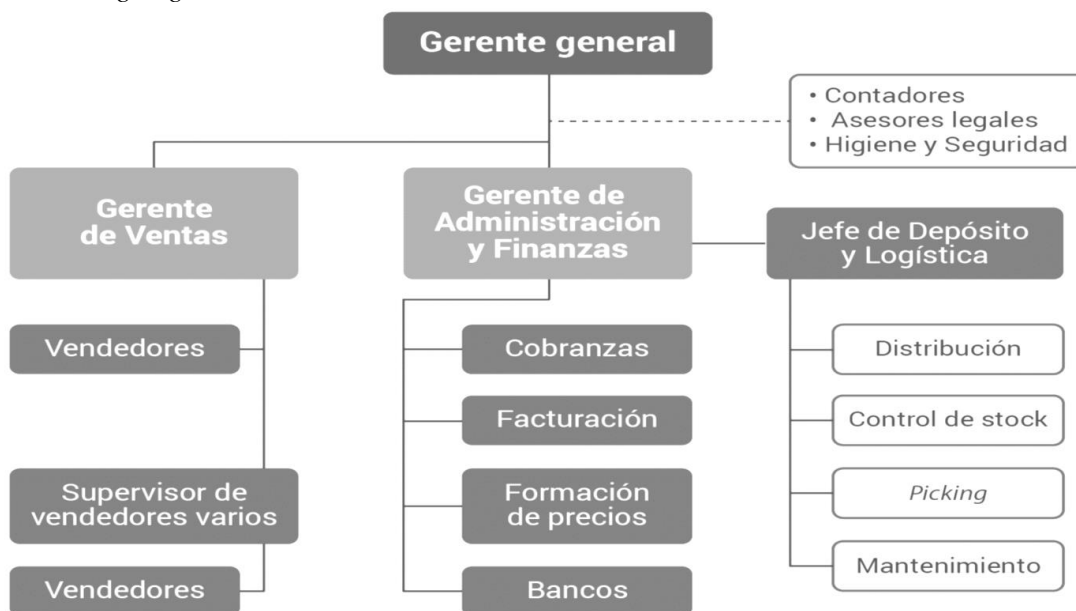 Gerente general
• Contadores
• Asesores legales
• Higiene y Seguridad
Gerente
de Ventas
Gerente de
Administración
y Finanzas
Jefe de Depósito
y Logística
Vendedores
Supervisor de
vendedores varios
Vendedores
Cobranzas
Facturación
Formación
de precios
Bancos
Distribución
Control de stock
Picking
Mantenimiento